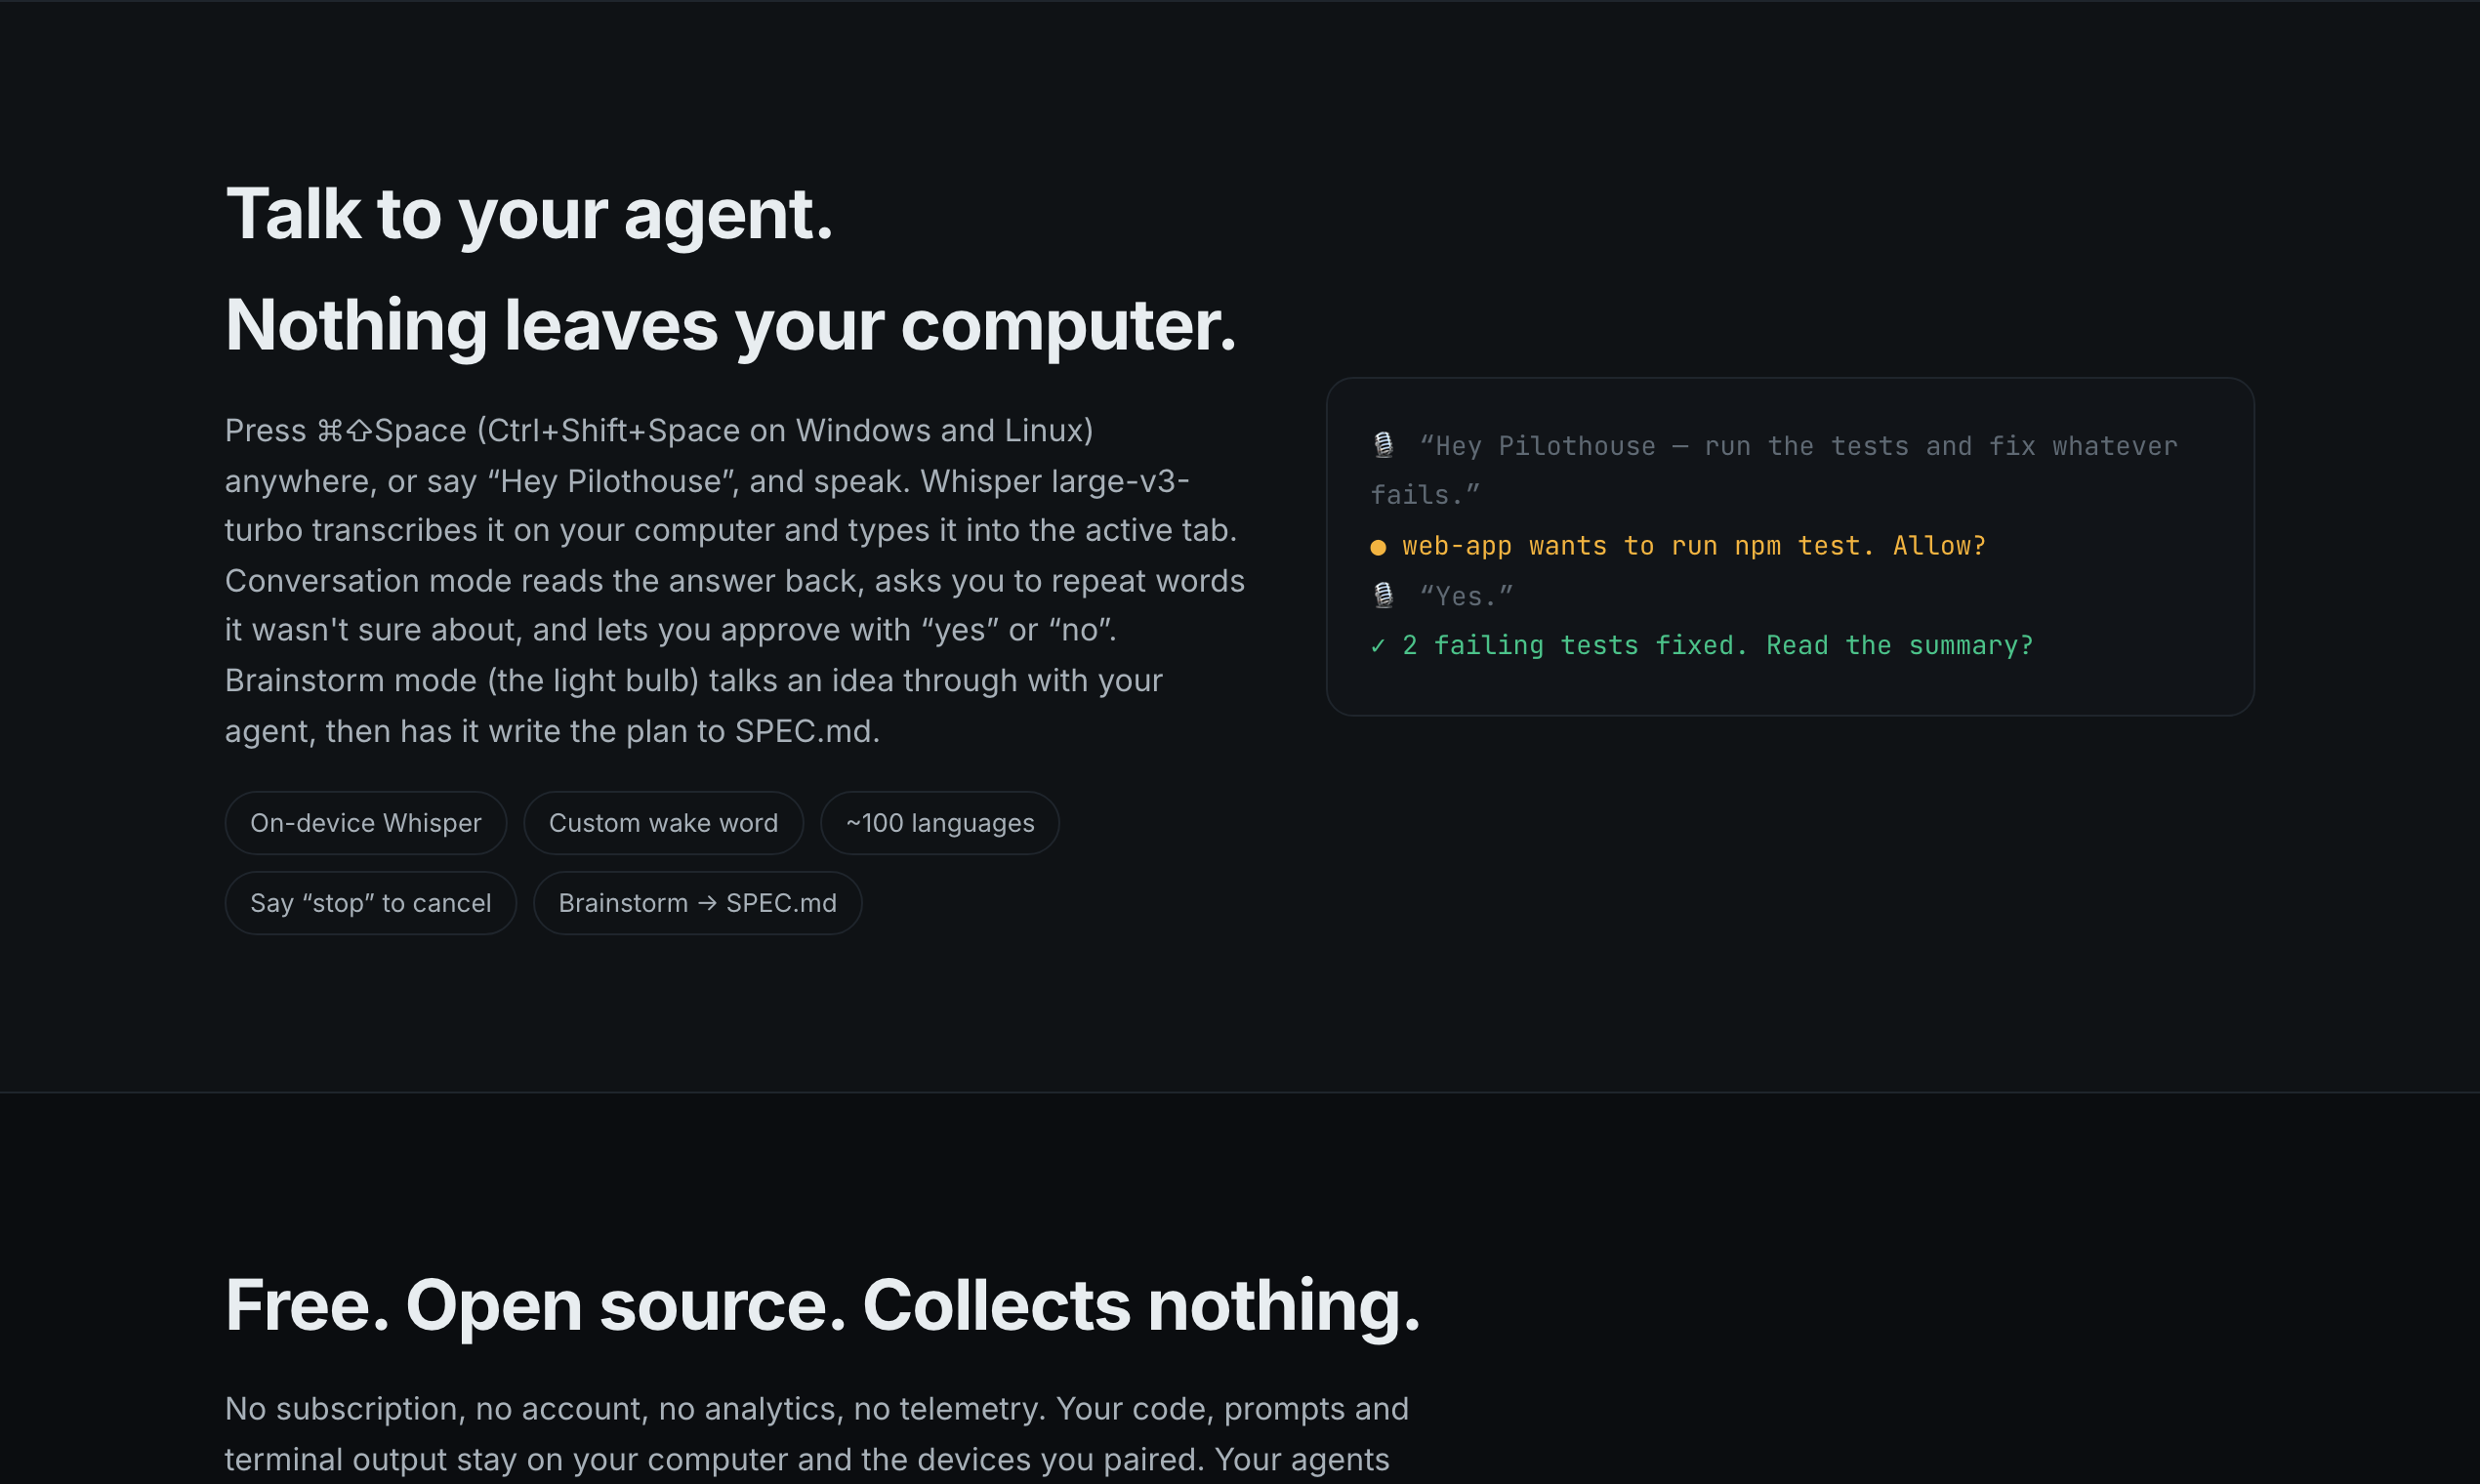 Talk to your agent.
Nothing leaves your computer.
Press ⌘⇧Space (Ctrl+Shift+Space on Windows and Linux)
anywhere, or say “Hey Pilothouse”, and speak. Whisper large-v3-
turbo transcribes it on your computer and types it into the active tab.
Conversation mode reads the answer back, asks you to repeat words
it wasn't sure about, and lets you approve with “yes” or “no”.
Brainstorm mode (the light bulb) talks an idea through with your
agent, then has it write the plan to SPEC.md.
On-device Whisper
Custom wake word
~100 languages
Say “stop” to cancel
Brainstorm → SPEC.md
🎙 “Hey Pilothouse — run the tests and fix whatever
fails.”
● web-app wants to run npm test. Allow?
🎙 “Yes.”
✓ 2 failing tests fixed. Read the summary?
Free. Open source. Collects nothing.
No subscription, no account, no analytics, no telemetry. Your code, prompts and
terminal output stay on your computer and the devices you paired. Your agents